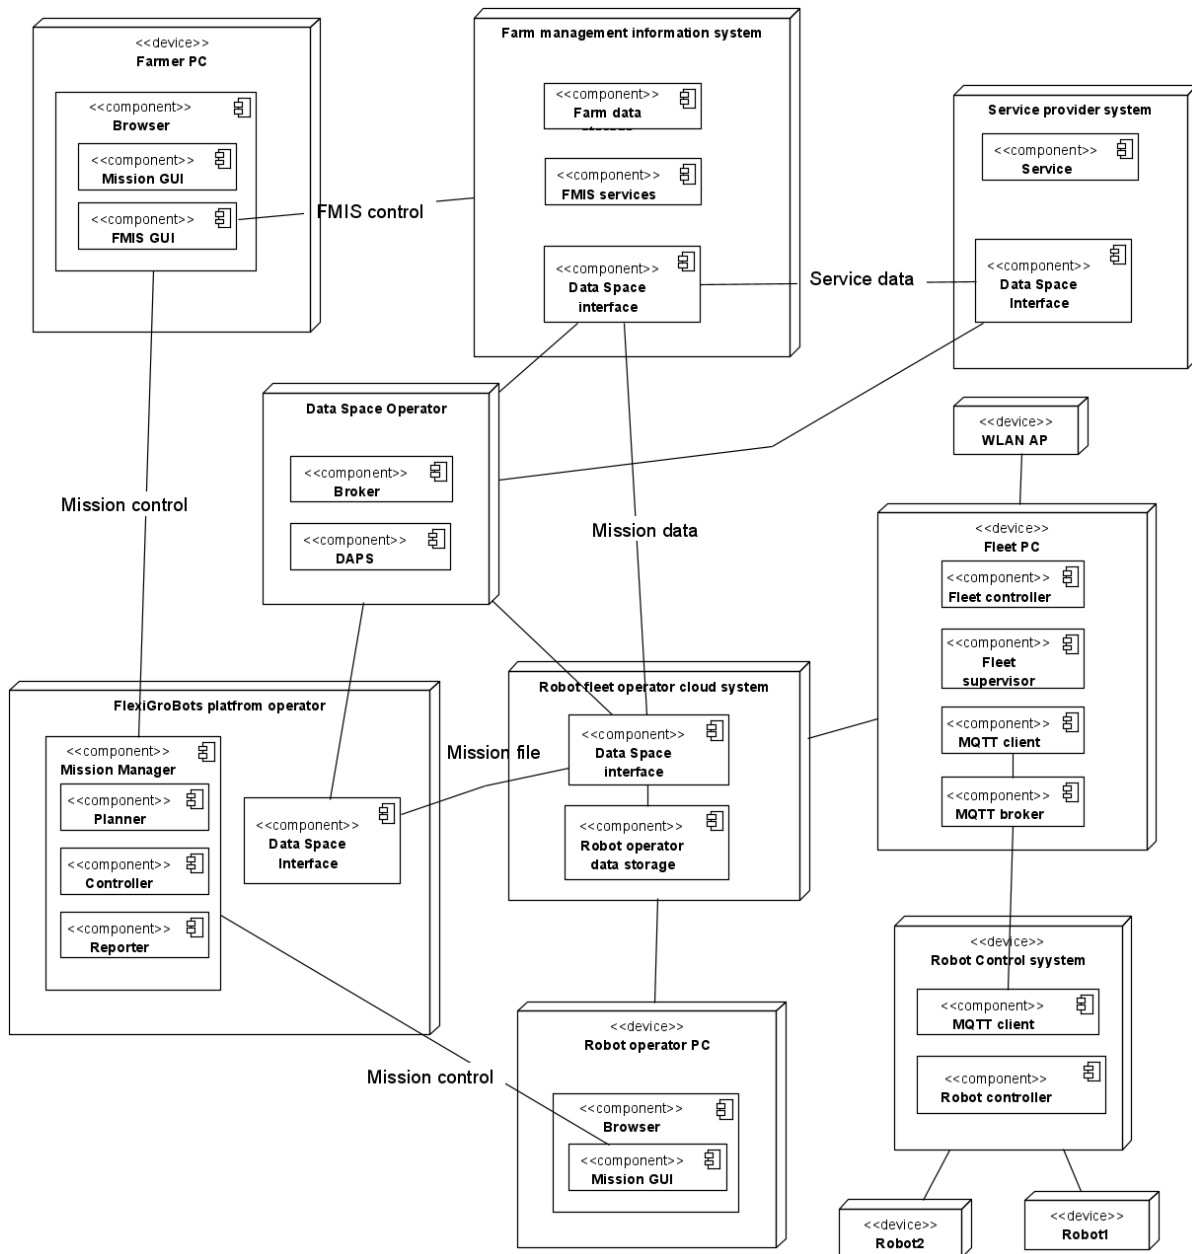 <<device>>
Farmer PC
<<component>>
Browser
<<component>>
Mission GUI
<<component>>
FMIS GUI
FMIS control
Farm management information system
<<component>>
Farm data
<<component>>
FMIS services
<<component>>
Data Space
interface
Service data
Service provider system
<<component>>
Service
<<component>>
Data Space
Interface
Data Space Operator
<<component>>
Broker
<<component>>
DAPS
Mission control
Mission data
<<device>>
WLAN AP
<<device>>
Fleet PC
<<component>>
Fleet controller
<<component>>
Fleet
supervisor
<<component>>
MQTT client
<<component>>
MQTT broker
FlexiGroBots platfrom operator
<<component>>
Mission Manager
<<component>>
Planner
<<component>>
Controller
<<component>>
Reporter
<<component>>
Data Space
Interface
Mission file
Robot fleet operator cloud system
<<component>>
Data Space
interface
<<component>>
Robot operator
data storage
<<device>>
Robot Control syystem
<<component>>
MQTT client
<<component>>
Robot controller
Mission control
<<device>>
Robot operator PC
<<component>>
Browser
<<component>>
Mission GUI
<<device>>
Robot2
<<device>>
Robot1